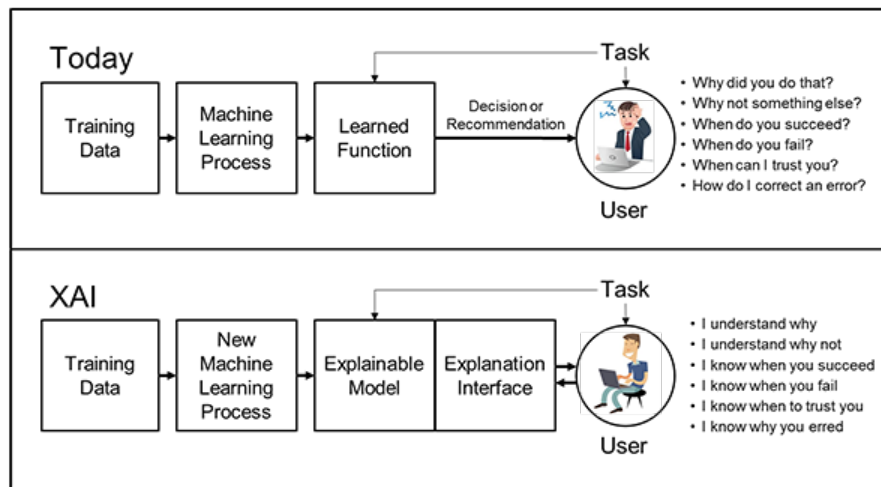 Today
Task
Training
Data
Machine
Learning
Process
Learned
Function
Decision or
Recommendation
User
• Why did you do that?
• Why not something else?
• When do you succeed?
• When do you fail?
• When can I trust you?
• How do I correct an error?
XAI
Task
Training
Data
New
Machine
Learning
Process
Explainable
Model
Explanation
Interface
User
• I understand why
• I understand why not
• I know when you succeed
• I know when you fail
• I know when to trust you
• I know why you erred